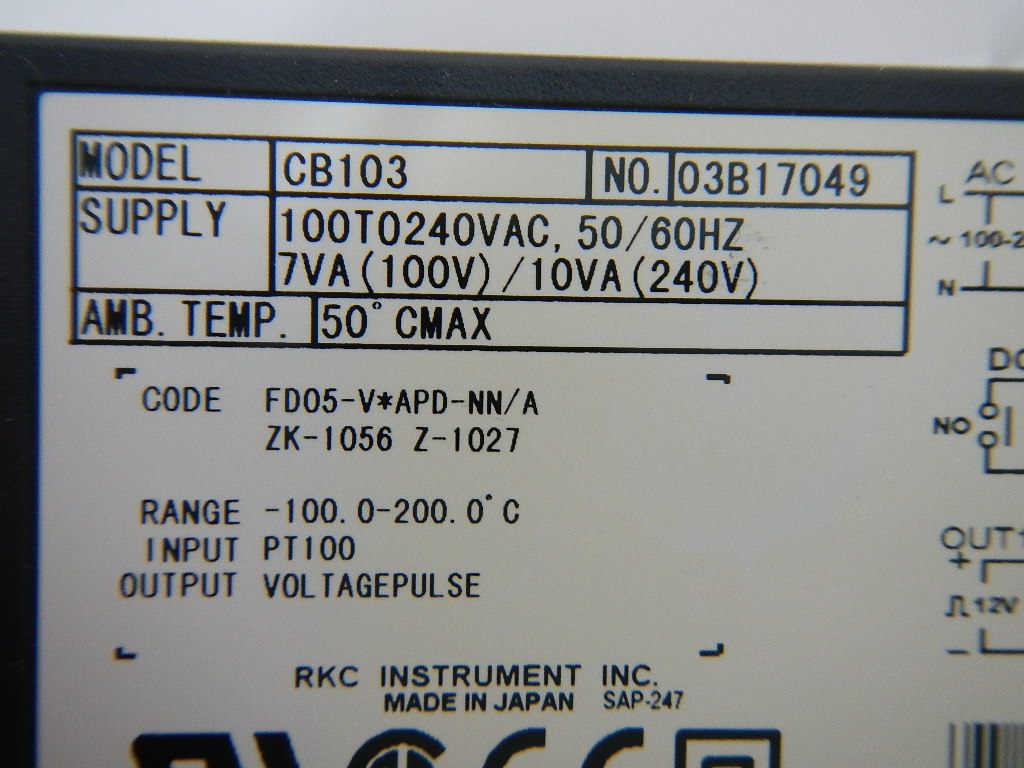 MODEL CB103 NO. 03B17049
SUPPLY 100TO240VAC, 50/60HZ
7VA(100V)/10VA(240V)
AMB. TEMP. 50°CMAX
CODE FD05-V*APD-NN/A
ZK-1056 Z-1027
RANGE -100.0-200.0°C
INPUT PT100
OUTPUT VOLTAGEPULSE
RKC INSTRUMENT INC.
MADE IN JAPAN SAP-247
AC
L
~ 100-2
N
NO
OUT1
+
12V
-